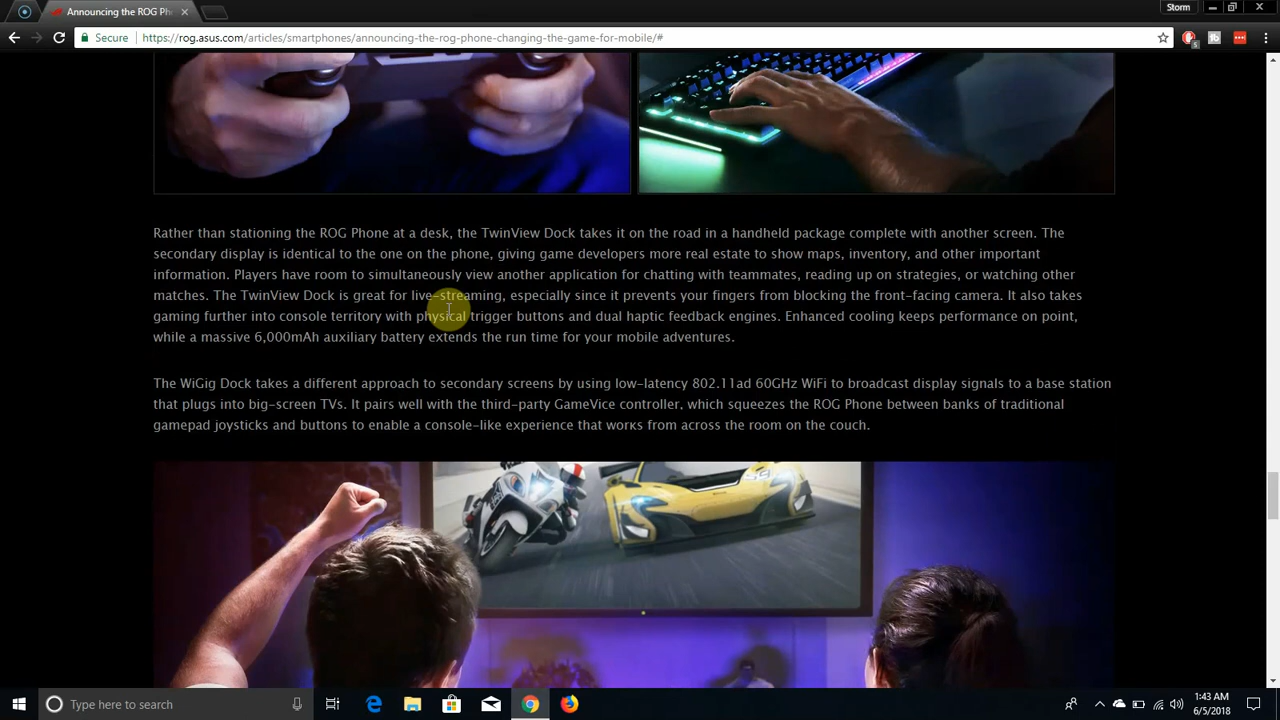 Announcing the ROG Ph
Storm
Secure
https://rog.asus.com/articles/smartphones/announcing-the-rog-phone-changing-the-game-for-mobile/#
5
Rather than stationing the ROG Phone at a desk, the TwinView Dock takes it on the road in a handheld package complete with another screen. The
secondary display is identical to the one on the phone, giving game developers more real estate to show maps, inventory, and other important
information. Players have room to simultaneously view another application for chatting with teammates, reading up on strategies, or watching other
matches. The TwinView Dock is great for live-streaming, especially since it prevents your fingers from blocking the front-facing camera. It also takes
gaming further into console territory with physical trigger buttons and dual haptic feedback engines. Enhanced cooling keeps performance on point,
while a massive 6,000mAh auxiliary battery extends the run time for your mobile adventures.
The WiGig Dock takes a different approach to secondary screens by using low-latency 802.11ad 60GHz WiFi to broadcast display signals to a base station
that plugs into big-screen TVs. It pairs well with the third-party GameVice controller, which squeezes the ROG Phone between banks of traditional
gamepad joysticks and buttons to enable a console-like experience that works from across the room on the couch.
Type here to search
1:43 AM
6/5/2018